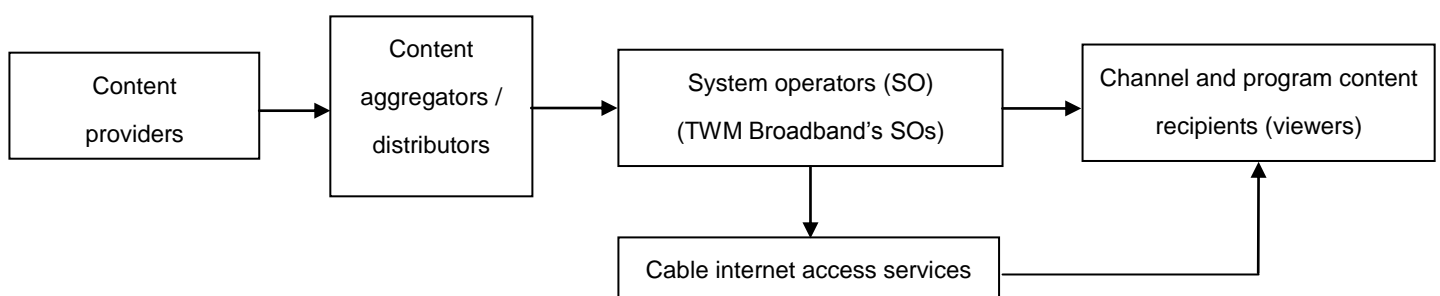 Content
providers
Content
aggregators /
distributors
System operators (SO)
(TWM Broadband’s SOs)
Channel and program content
recipients (viewers)
Cable internet access services